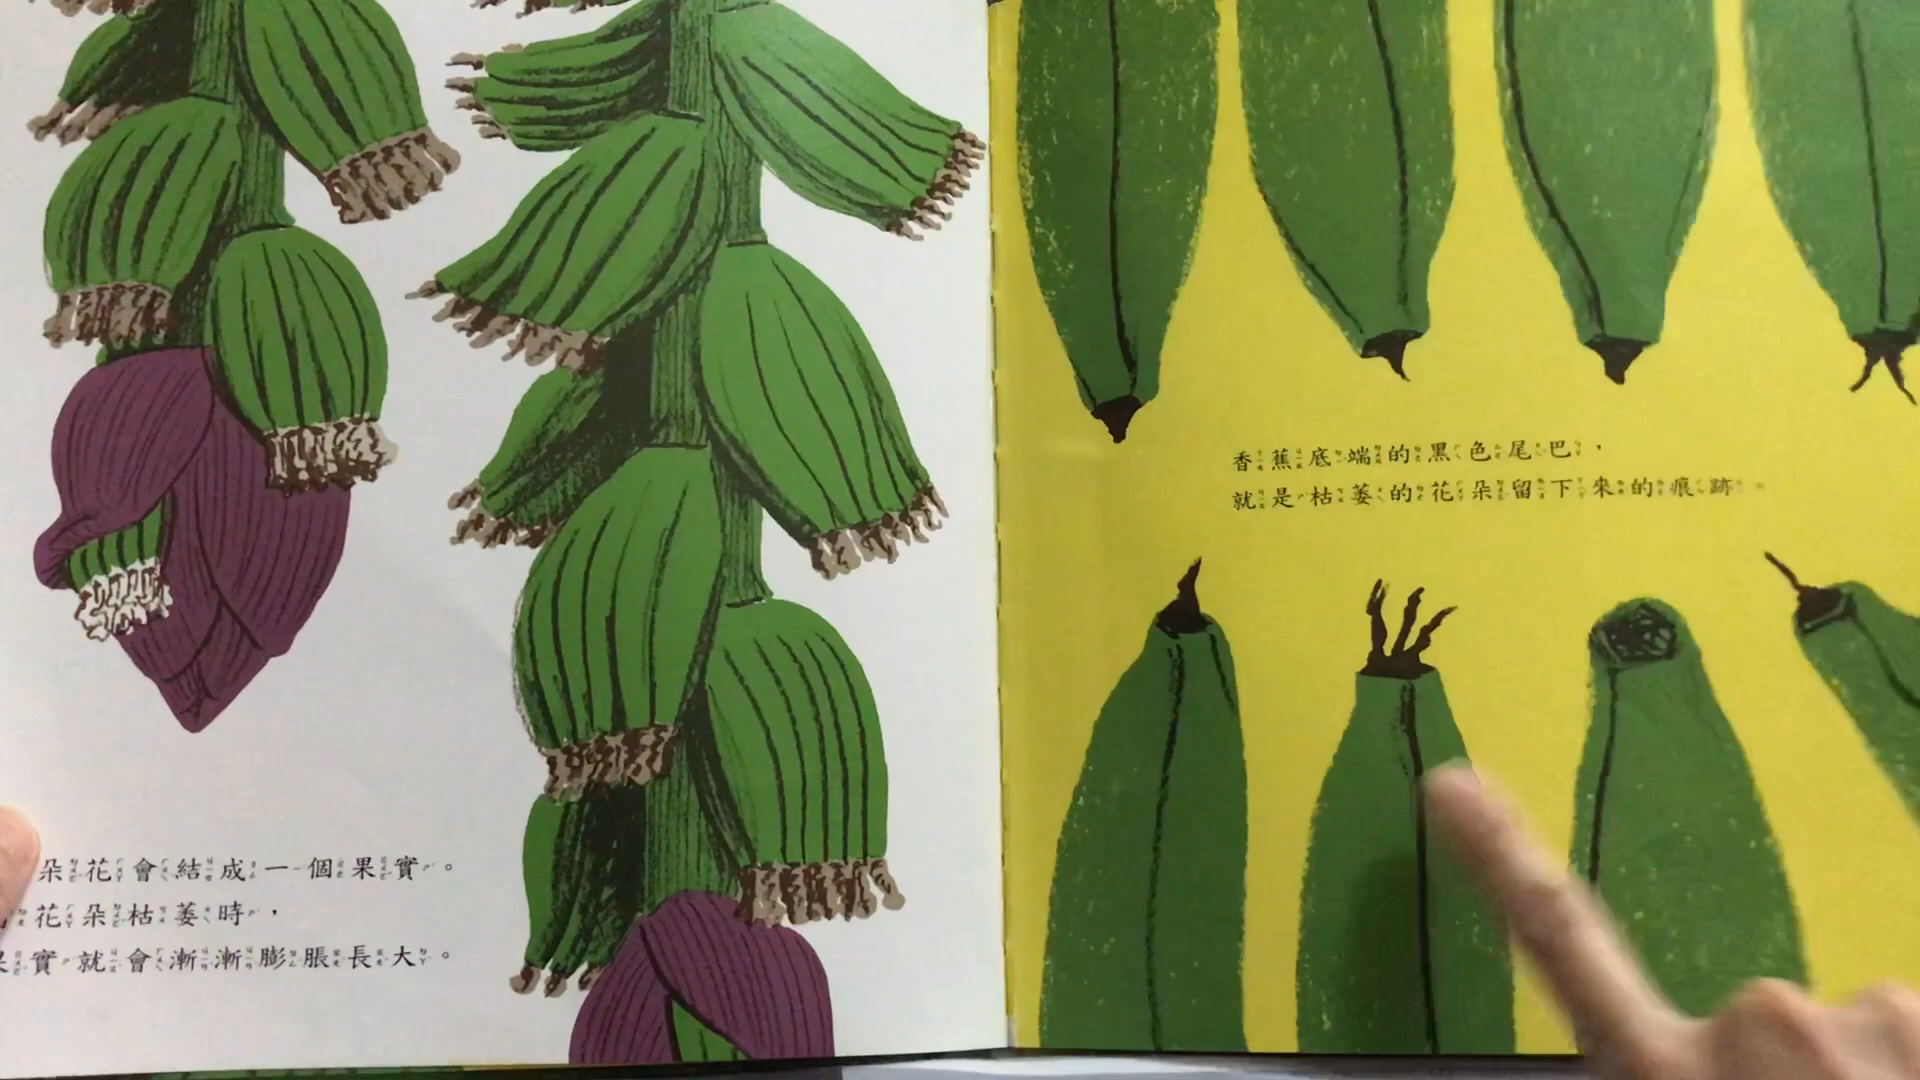 朵花會結成一個果實。
花朵枯萎時，
實就會漸漸膨脹長大。
香蕉底端的黑色尾巴，
就是枯萎的花朵留下來的痕跡